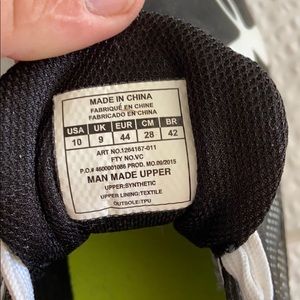 MADE IN CHINA
FABRIQUÉ EN CHINE
FABRICADO EN CHINA
USA UK EUR CM BR
10 9 44 28 42
ART NO.1264167-011
FTY NO.VC
P.O.# 4600001086 PROD. MO.09/2015
MAN MADE UPPER
UPPER:SYNTHETIC
UPPER LINING:TEXTILE
OUTSOLE:TPU